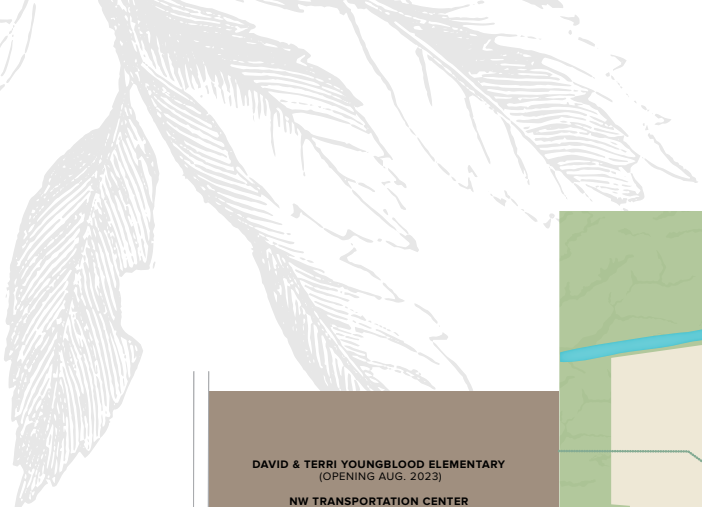 DAVID & TERRI YOUNGBLOOD ELEMENTARY
(OPENING AUG. 2023)
NW TRANSPORTATION CENTER